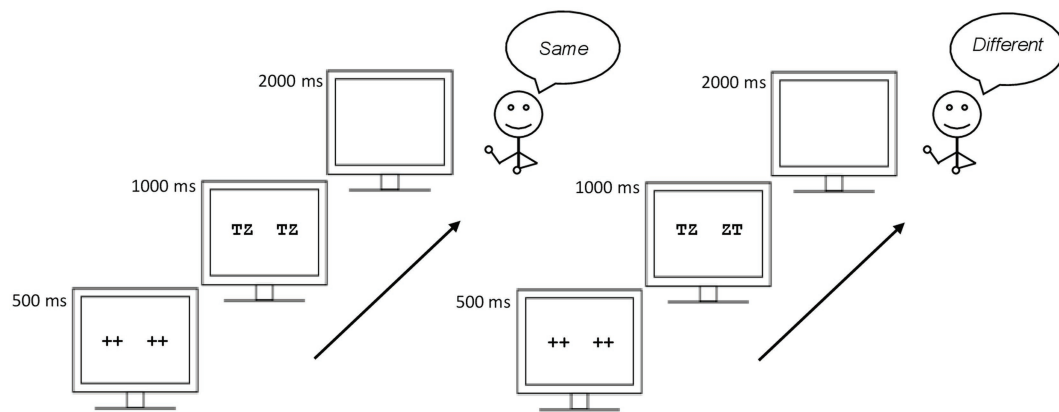 Same
2000 ms
1000 ms
TZ TZ
500 ms
++ ++
Different
2000 ms
1000 ms
TZ ZT
500 ms
++ ++